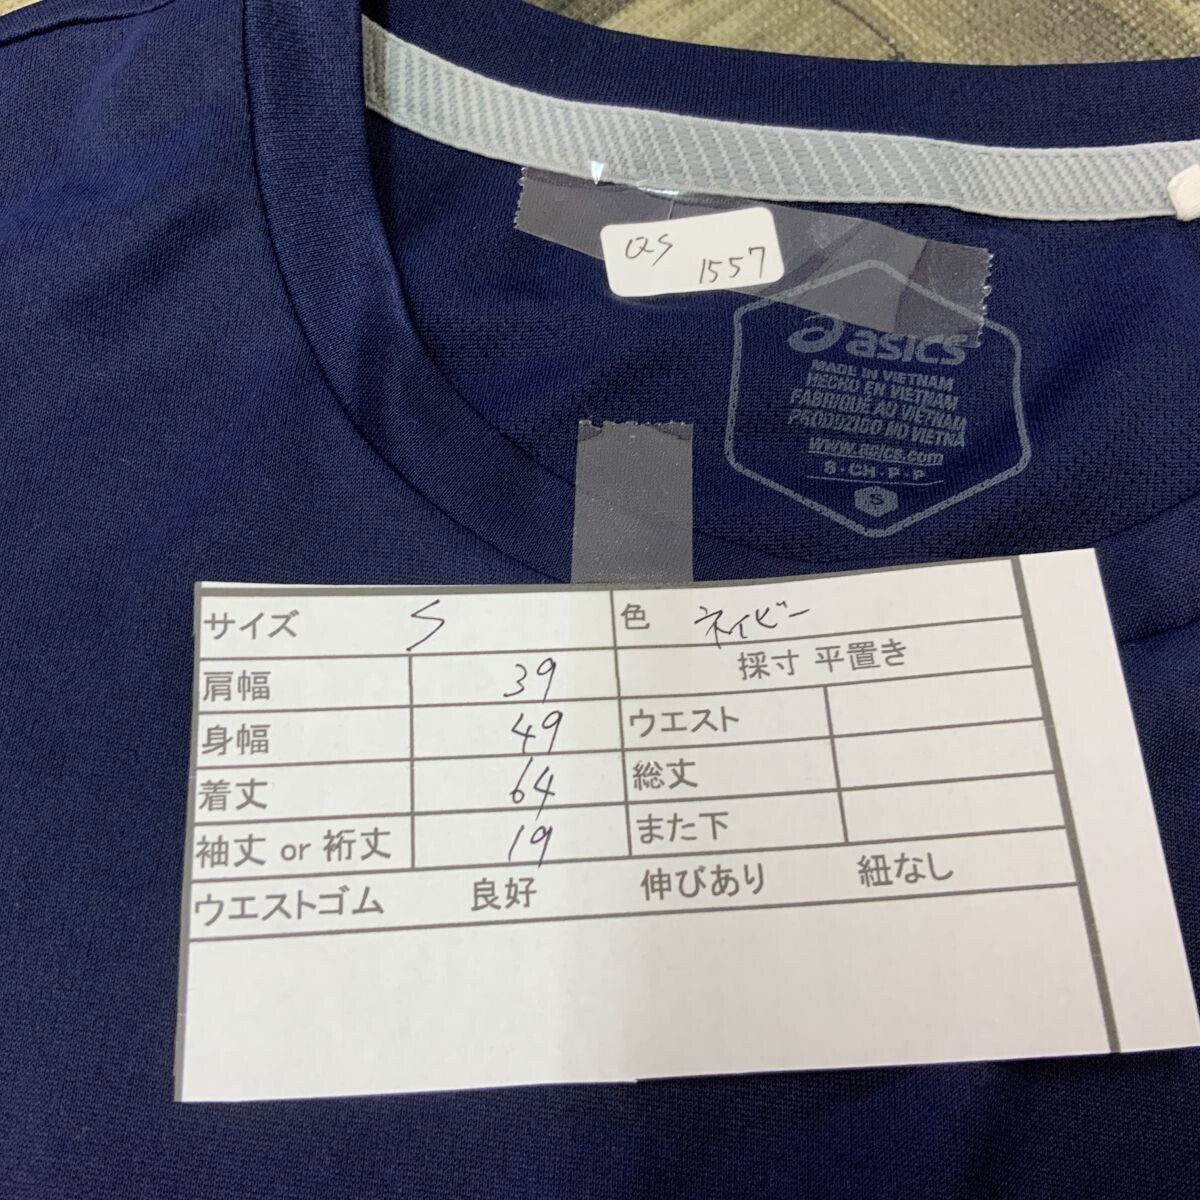 QS
1557
asics
MADE IN VIETNAM
HECHO EN VIETNAM
FABRIQUÉ AU VIETNAM
PRODUZIDO NO VIETNÃ
www.asics.com
S・CH・P・P
S
サイズ S 色 ネイビー
肩幅 39 採寸 平置き
身幅 49 ウエスト
着丈 64 総丈
袖丈 or 裄丈 19 また下
ウエストゴム 良好 伸びあり 紐なし